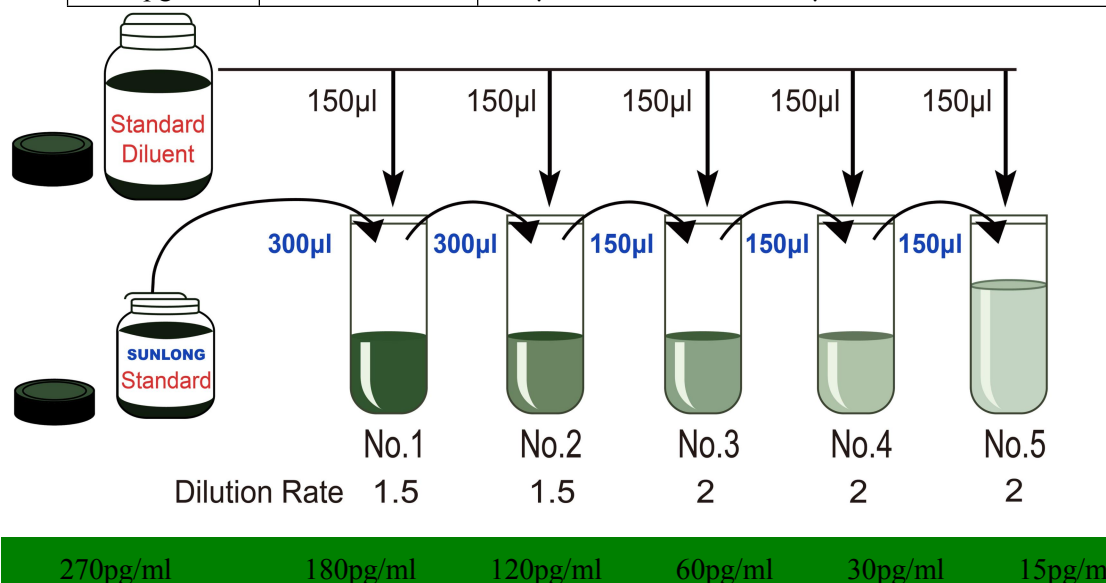 150μl 150μl 150μl 150μl 150μl
Standard
Diluent
300μl 300μl 150μl 150μl 150μl
SUNLONG
Standard
No.1 No.2 No.3 No.4 No.5
Dilution Rate 1.5 1.5 2 2 2
270pg/ml 180pg/ml 120pg/ml 60pg/ml 30pg/ml 15pg/m